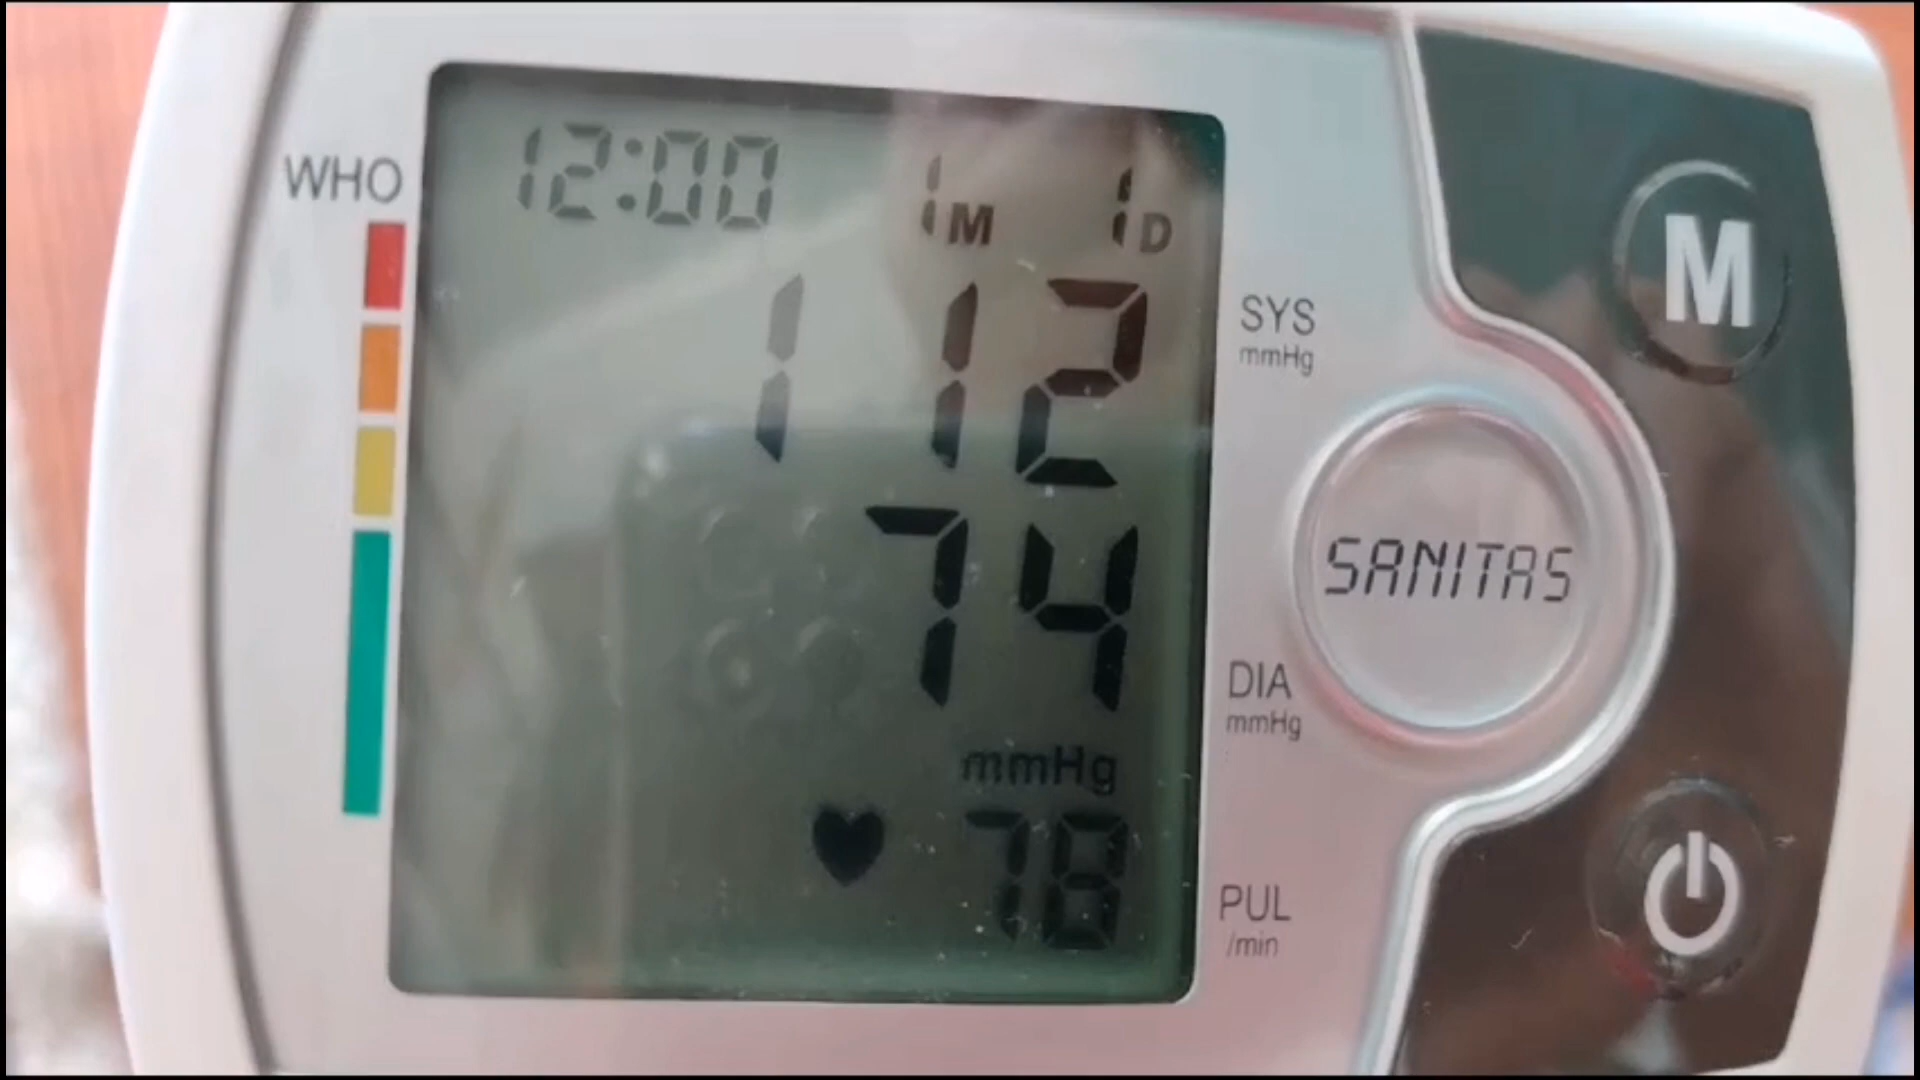 12:00 1M 1D
WHO
112
SYS
mmHg
M
74
SANITAS
DIA
mmHg
mmHg
78
PUL
/min